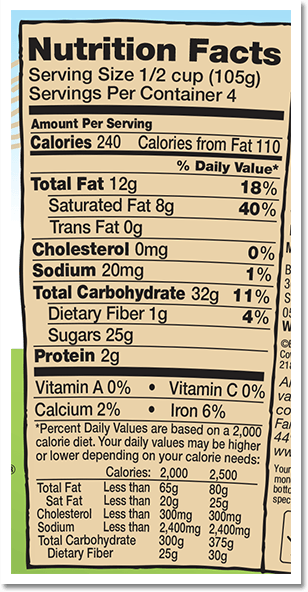 Nutrition Facts
Serving Size 1/2 cup (105g)
Servings Per Container 4
Amount Per Serving
Calories 240 Calories from Fat 110
% Daily Value*
Total Fat 12g 18%
Saturated Fat 8g 40%
Trans Fat 0g
Cholesterol 0mg 0%
Sodium 20mg 1%
Total Carbohydrate 32g 11%
Dietary Fiber 1g 4%
Sugars 25g
Protein 2g
Vitamin A 0% • Vitamin C 0%
Calcium 2% • Iron 6%
*Percent Daily Values are based on a 2,000
calorie diet. Your daily values may be higher
or lower depending on your calorie needs:
Calories: 2,000 2,500
Total Fat Less than 65g 80g
Sat Fat Less than 20g 25g
Cholesterol Less than 300mg 300mg
Sodium Less than 2,400mg 2,400mg
Total Carbohydrate 300g 375g
Dietary Fiber 25g 30g